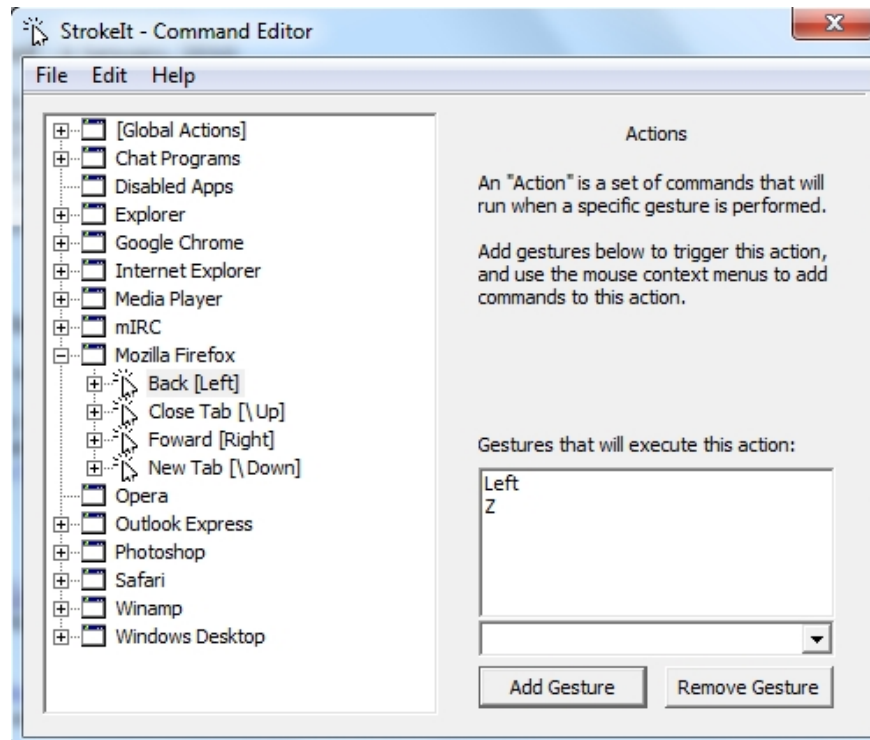 StrokeIt - Command Editor
File Edit Help
[Global Actions]
Chat Programs
Disabled Apps
Explorer
Google Chrome
Internet Explorer
Media Player
mIRC
Mozilla Firefox
Back [Left]
Close Tab [\Up]
Foward [Right]
New Tab [\Down]
Opera
Outlook Express
Photoshop
Safari
Winamp
Windows Desktop
Actions
An "Action" is a set of commands that will
run when a specific gesture is performed.
Add gestures below to trigger this action,
and use the mouse context menus to add
commands to this action.
Gestures that will execute this action:
Left
Z
Add Gesture Remove Gesture